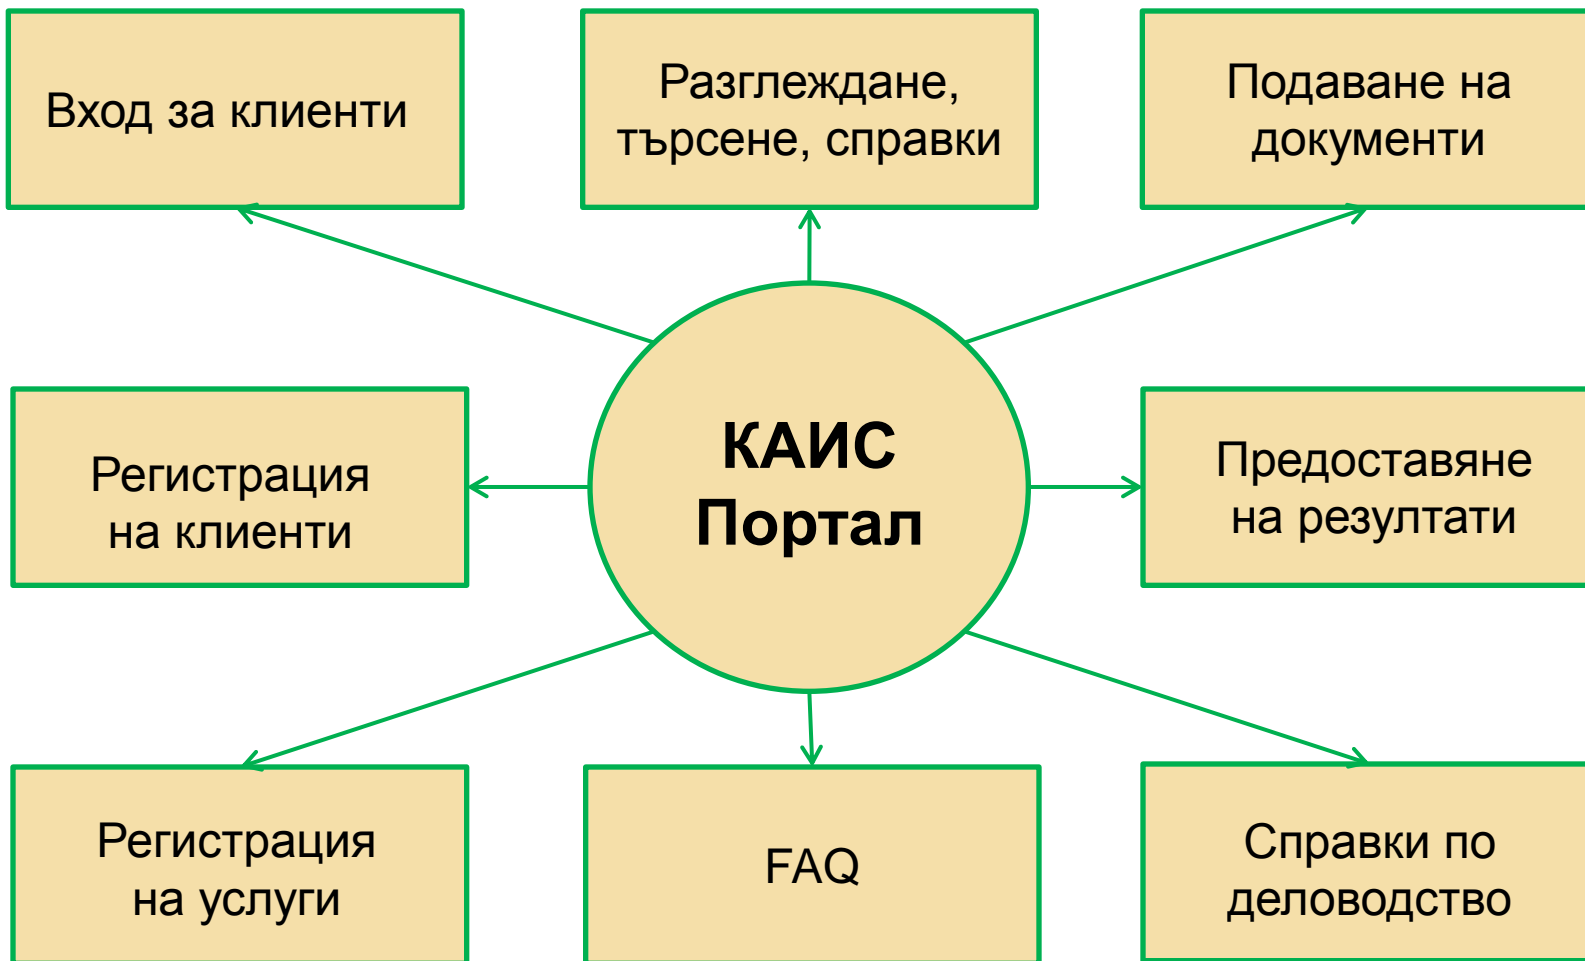 Вход за клиенти
Разглеждане,
търсене, справки
Подаване на
документи
Регистрация
на клиенти
КАИС
Портал
Предоставяне
на резултати
Регистрация
на услуги
FAQ
Справки по
деловодство